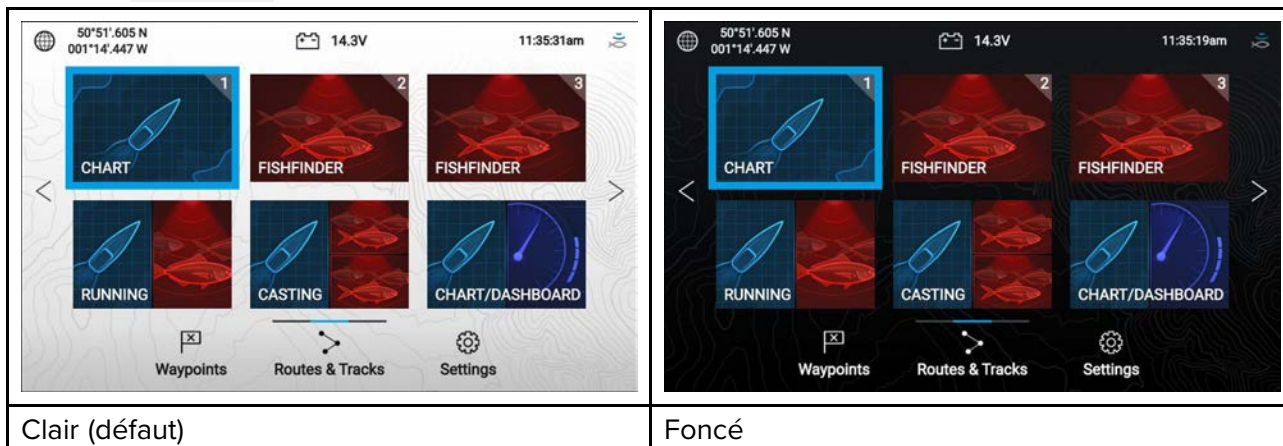 50°51'.605 N
001°14'.447 W
14.3V
11:35:31am
1
2
3
CHART
FISHFINDER
FISHFINDER
RUNNING
CASTING
CHART/DASHBOARD
Waypoints
Routes & Tracks
Settings
Clair (défaut)
50°51'.605 N
001°14'.447 W
14.3V
11:35:19am
1
2
3
CHART
FISHFINDER
FISHFINDER
RUNNING
CASTING
CHART/DASHBOARD
Waypoints
Routes & Tracks
Settings
Foncé